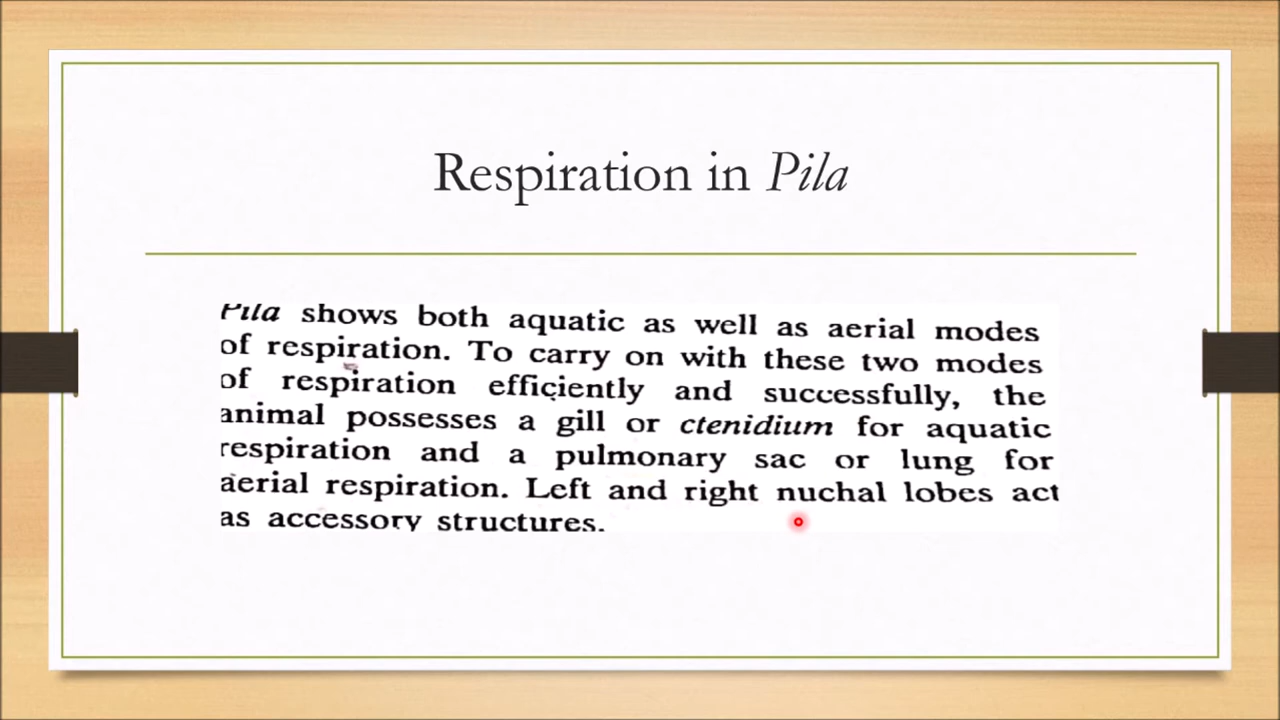 Respiration in Pila
Pila shows both aquatic as well as aerial modes
of respiration. To carry on with these two modes
of respiration efficiently and successfully, the
animal possesses a gill or ctenidium for aquatic
respiration and a pulmonary sac or lung for
aerial respiration. Left and right nuchal lobes act
as accessory structures.